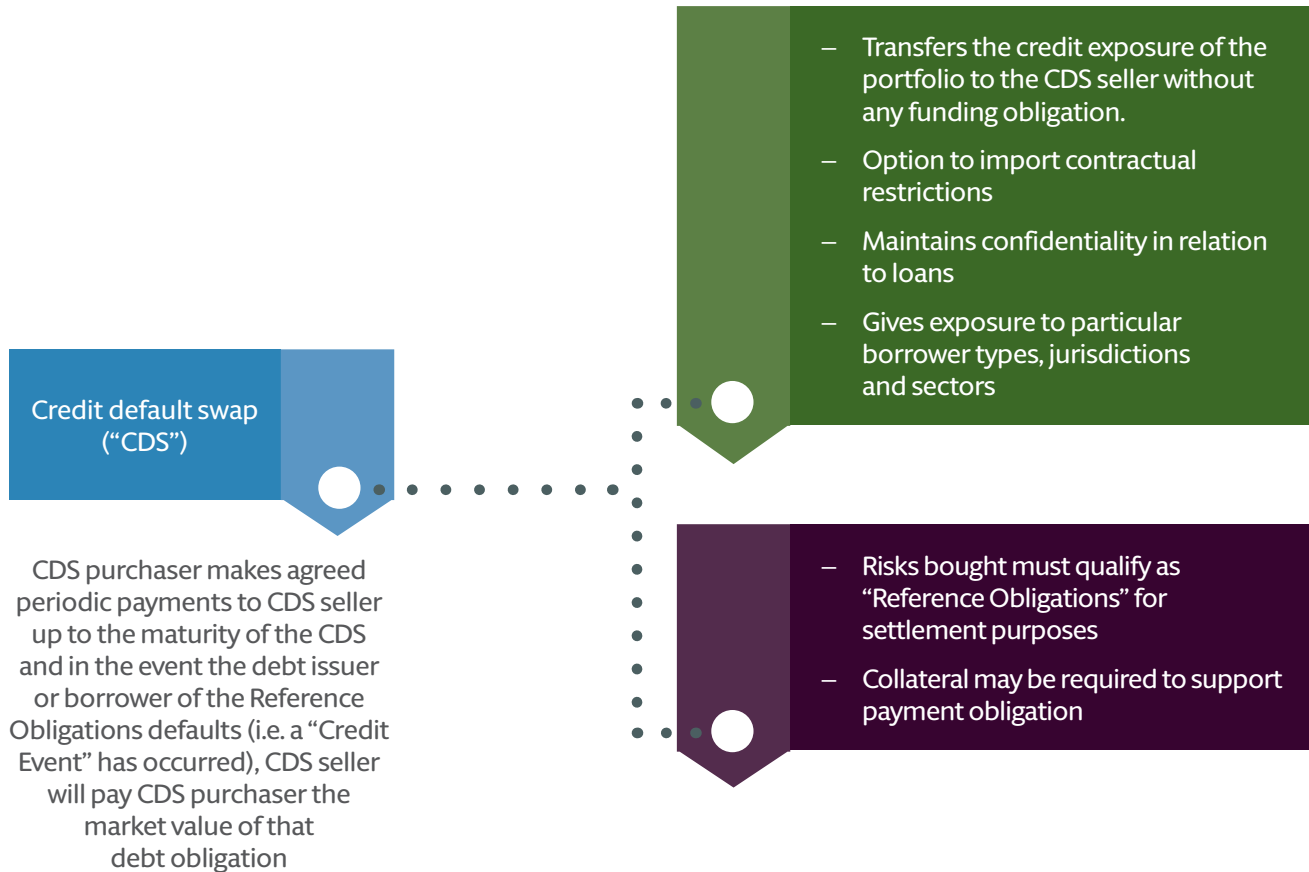 Credit default swap
(“CDS”)
CDS purchaser makes agreed
periodic payments to CDS seller
up to the maturity of the CDS
and in the event the debt issuer
or borrower of the Reference
Obligations defaults (i.e. a “Credit
Event” has occurred), CDS seller
will pay CDS purchaser the
market value of that
debt obligation
– Transfers the credit exposure of the
portfolio to the CDS seller without
any funding obligation.
– Option to import contractual
restrictions
– Maintains confidentiality in relation
to loans
– Gives exposure to particular
borrower types, jurisdictions
and sectors
– Risks bought must qualify as
“Reference Obligations” for
settlement purposes
– Collateral may be required to support
payment obligation